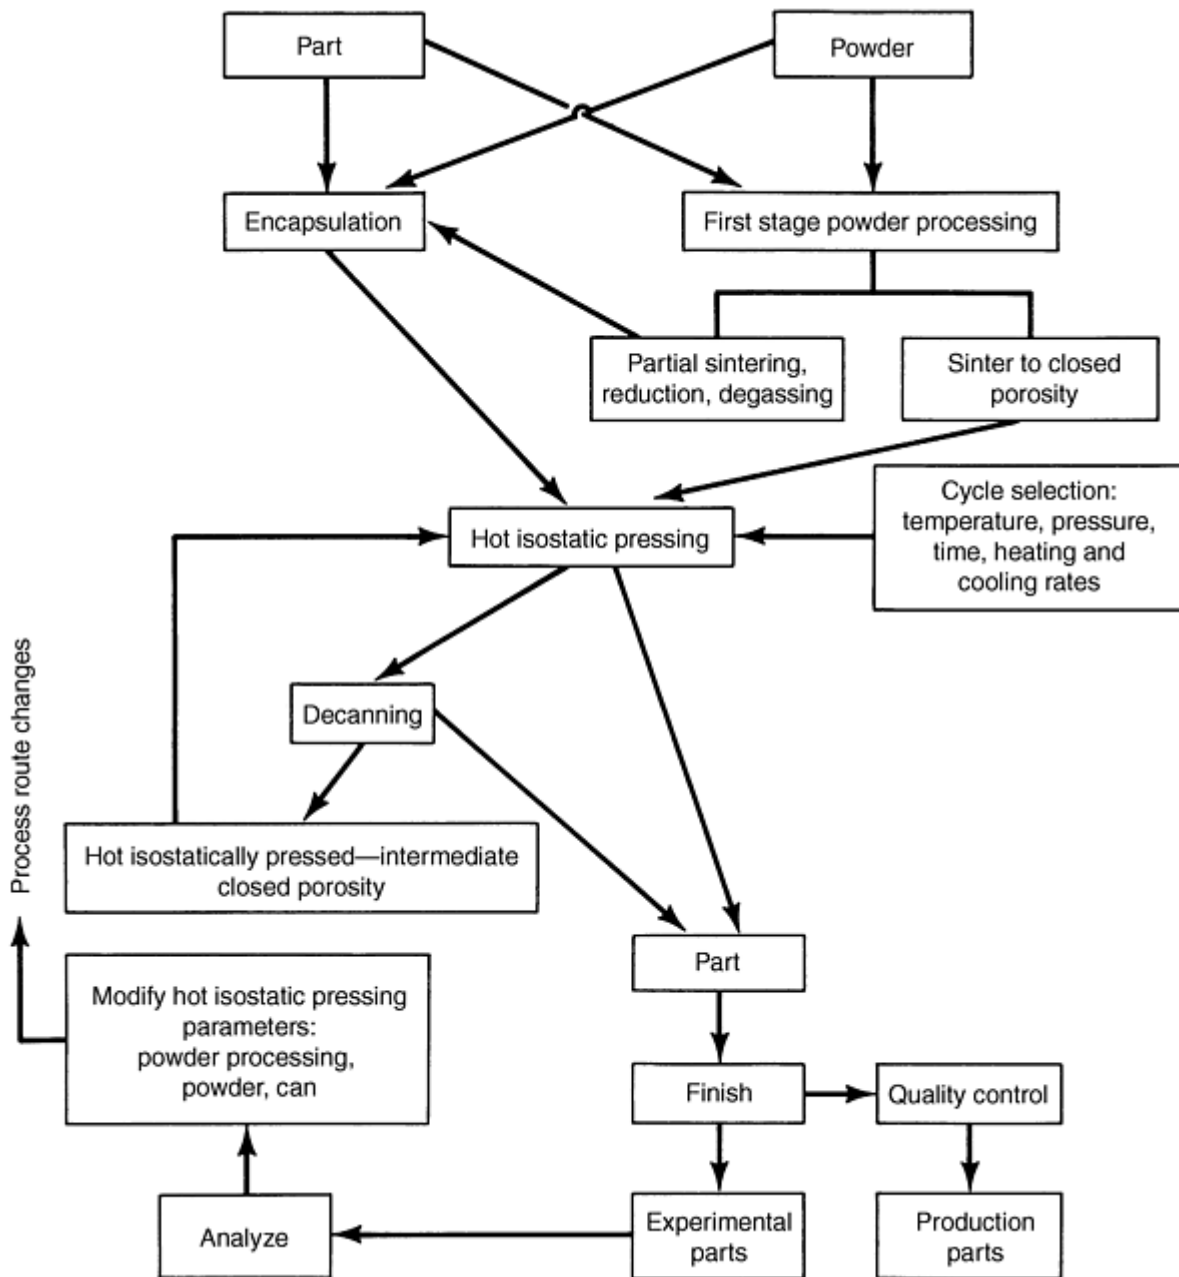 Part
Powder
Encapsulation
First stage powder processing
Partial sintering,
reduction, degassing
Sinter to closed
porosity
Cycle selection:
temperature, pressure,
time, heating and
cooling rates
Hot isostatic pressing
Decanning
Process route changes
Hot isostatically pressed—intermediate
closed porosity
Part
Modify hot isostatic pressing
parameters:
powder processing,
powder, can
Finish
Quality control
Analyze
Experimental
parts
Production
parts